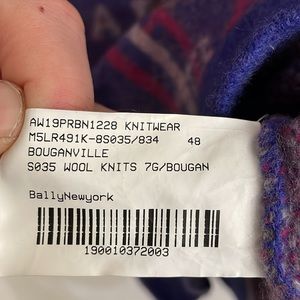 AW19PRBN1228 KNITWEAR
M5LR491K-8S035/834 48
BOUGANVILLE
S035 WOOL KNITS 7G/BOUGAN
BallyNewyork
190010372003